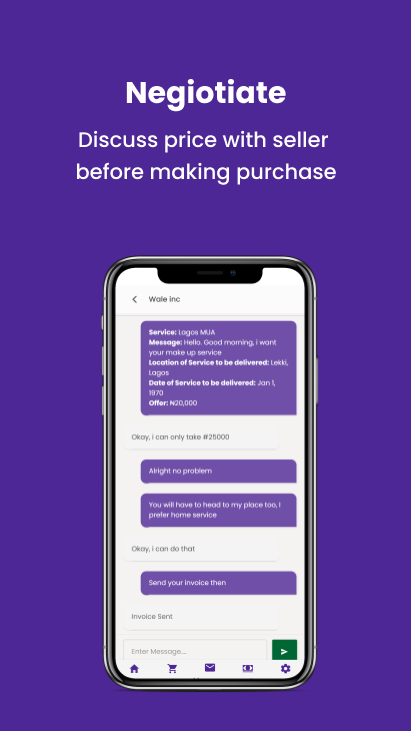 Negiotiate
Discuss price with seller
before making purchase
Wale inc
Service: Lagos MUA
Message: Hello. Good morning, i want
your make up service
Location of Service to be delivered: Lekki,
Lagos
Date of Service to be delivered: Jan 1,
1970
Offer: N20,000
Okay, i can only take #25000
Alright no problem
You will have to head to my place too, I
prefer home service
Okay, i can do that
Send your invoice then
Invoice Sent
Enter Message....